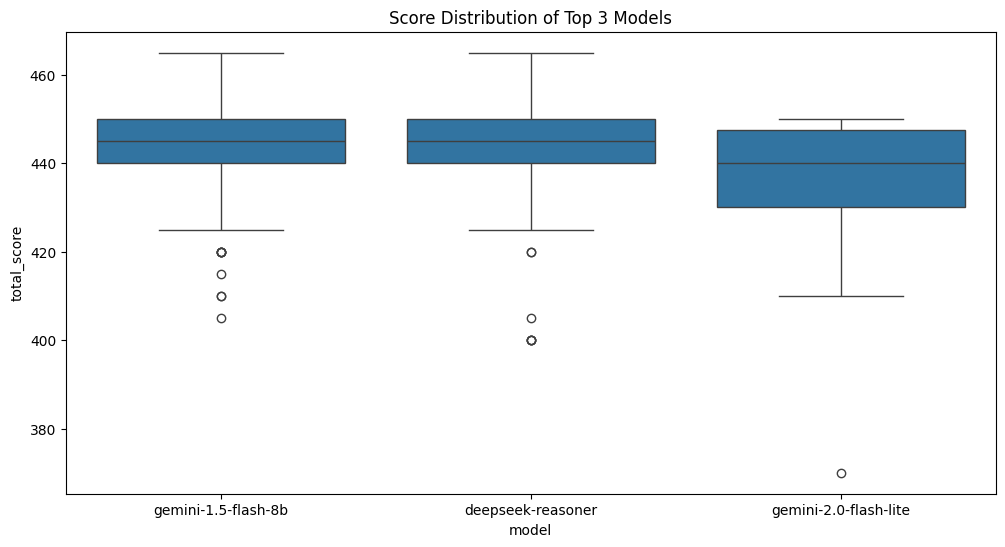 Score Distribution of Top 3 Models
total_score
460
440
420
400
380
gemini-1.5-flash-8b
deepseek-reasoner
gemini-2.0-flash-lite
model